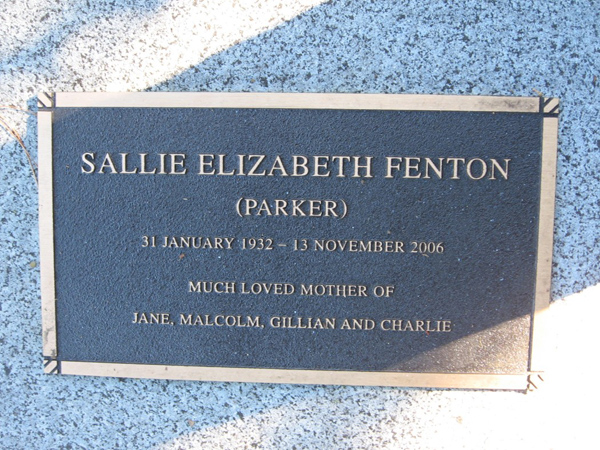 SALLIE ELIZABETH FENTON
(PARKER)
31 JANUARY 1932 – 13 NOVEMBER 2006
MUCH LOVED MOTHER OF
JANE, MALCOLM, GILLIAN AND CHARLIE